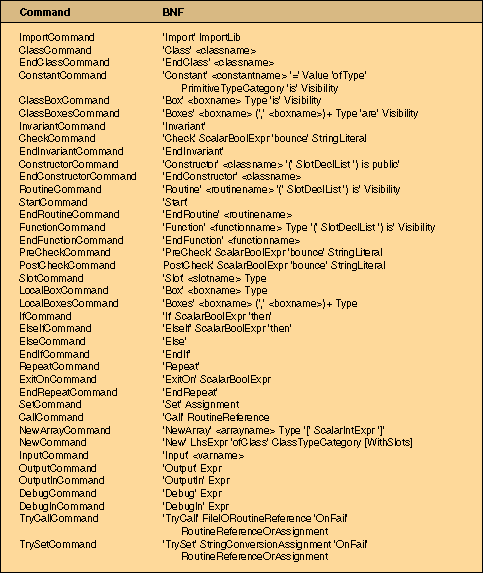 Command BNF
ImportCommand 'Import' ImportLib
ClassCommand 'Class' <classname>
EndClassCommand 'EndClass' <classname>
ConstantCommand 'Constant' <constantname> '=' Value 'ofType'
PrimitiveTypeCategory 'is' Visibility
ClassBoxCommand 'Box' <boxname> Type 'is' Visibility
ClassBoxesCommand 'Boxes' <boxname> (',' <boxname>)+ Type 'are' Visibility
InvariantCommand 'Invariant'
CheckCommand 'Check' ScalarBoolExpr 'bounce' StringLiteral
EndInvariantCommand 'EndInvariant'
ConstructorCommand 'Constructor' <classname> '(' SlotDeclList ') is public'
EndConstructorCommand 'EndConstructor' <classname>
RoutineCommand 'Routine' <routinename> '(' SlotDeclList ') is' Visibility
StartCommand 'Start'
EndRoutineCommand 'EndRoutine' <routinename>
FunctionCommand 'Function' <functionname> Type '(' SlotDeclList ') is' Visibility
EndFunctionCommand 'EndFunction' <functionname>
PreCheckCommand 'PreCheck' ScalarBoolExpr 'bounce' StringLiteral
PostCheckCommand PostCheck' ScalarBoolExpr 'bounce' StringLiteral
SlotCommand 'Slot' <slotname> Type
LocalBoxCommand 'Box' <boxname> Type
LocalBoxesCommand 'Boxes' <boxname> (',' <boxname>)+ Type
IfCommand 'If' ScalarBoolExpr 'then'
ElseIfCommand 'ElseIf' ScalarBoolExpr 'then'
ElseCommand 'Else'
EndIfCommand 'EndIf'
RepeatCommand 'Repeat'
ExitOnCommand 'ExitOn' ScalarBoolExpr
EndRepeatCommand 'EndRepeat'
SetCommand 'Set' Assignment
CallCommand 'Call' RoutineReference
NewArrayCommand 'NewArray' <arrayname> Type '[' ScalarIntExpr ']'
NewCommand 'New' LhsExpr 'ofClass' ClassTypeCategory [WithSlots]
InputCommand 'Input' <varname>
OutputCommand 'Output' Expr
OutputlnCommand 'Outputln' Expr
DebugCommand 'Debug' Expr
DebuglnCommand 'Debugln' Expr
TryCallCommand 'TryCall' FileIORoutineReference 'OnFail'
RoutineReferenceOrAssignment
TrySetCommand 'TrySet' StringConversionAssignment 'OnFail'
RoutineReferenceOrAssignment